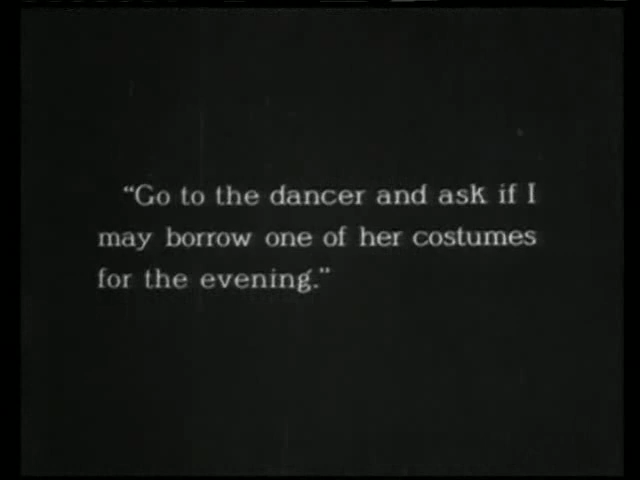 “Go to the dancer and ask if I
may borrow one of her costumes
for the evening.”